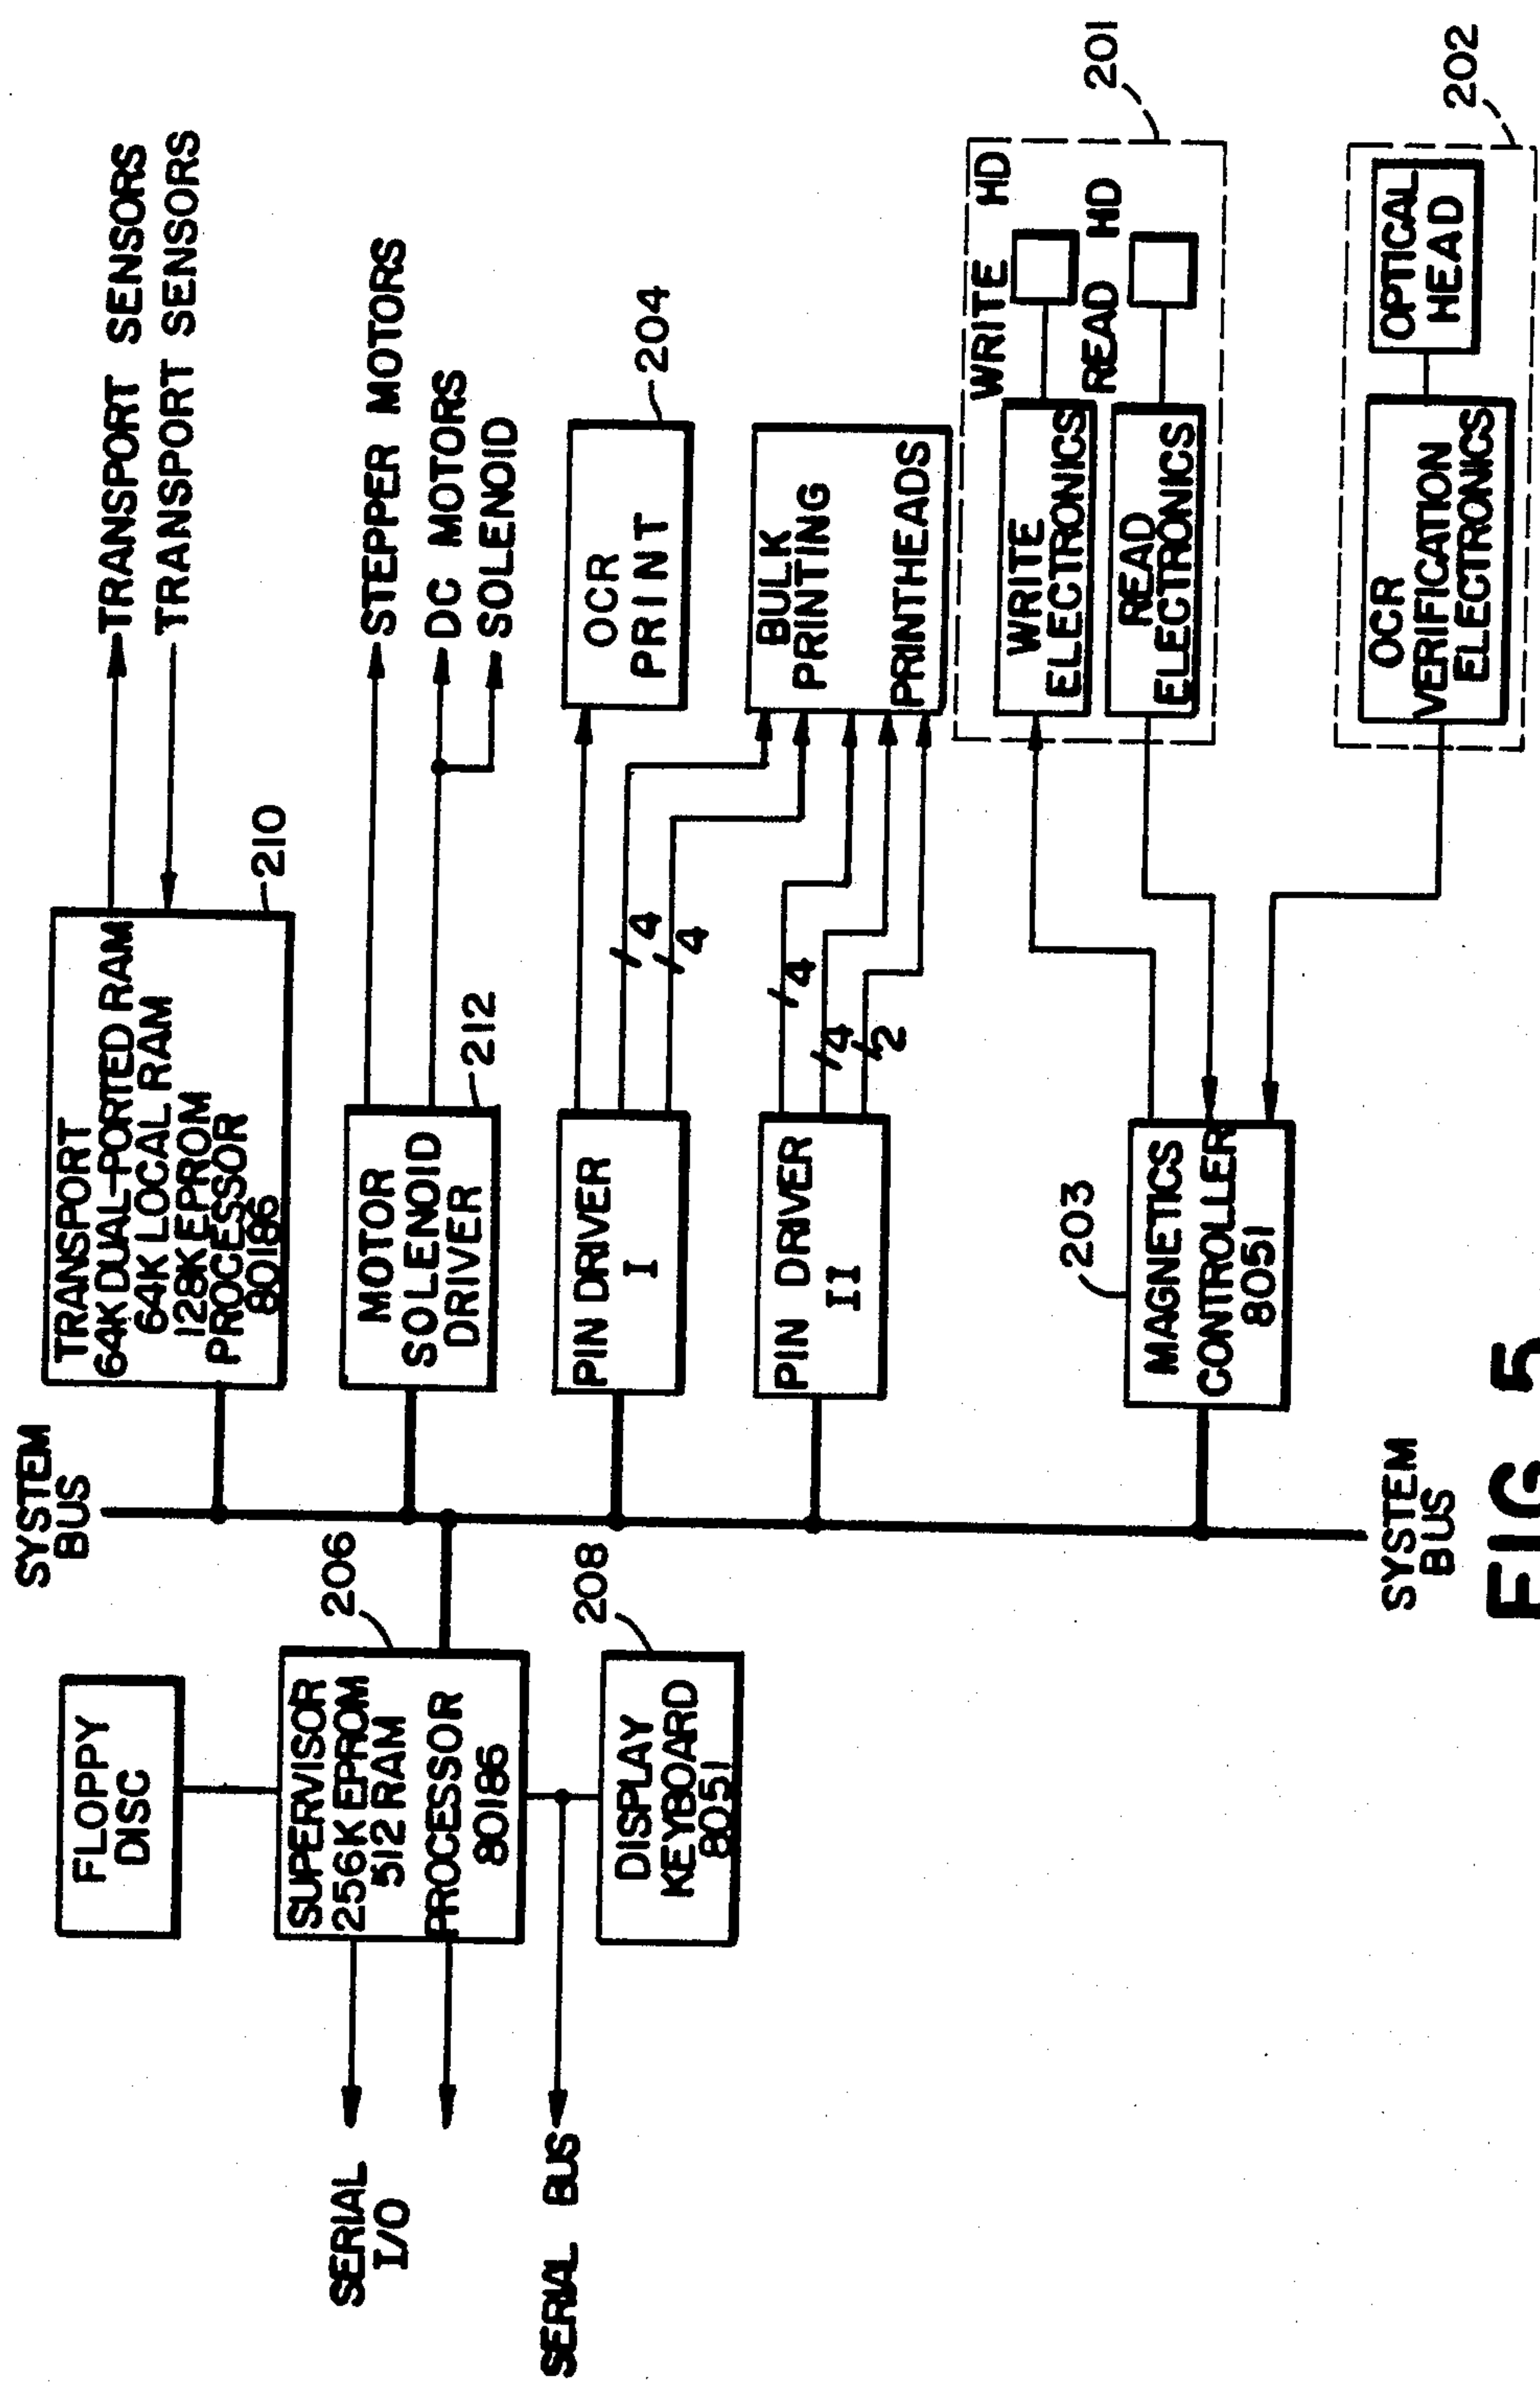 SYSTEM
BUS
FLOPPY
DISC
206
SUPERVISOR
256K EPROM
512 RAM
PROCESSOR
80186
SERIAL
I/O
SERIAL BUS
208
DISPLAY
KEYBOARD
8051
TRANSPORT
64K DUAL-PORTED RAM
64K LOCAL RAM
128K EPROM
PROCESSOR
80186
210
TRANSPORT SENSORS
TRANSPORT SENSORS
MOTOR
SOLENOID
DRIVER
212
STEPPER MOTORS
DC MOTORS
SOLENOID
PIN DRIVER
I
4
4
OCR
PRINT
204
PIN DRIVER
II
4
4
2
BULK
PRINTING
PRINTHEADS
203
MAGNETICS
CONTROLLER
8051
WRITE HD
WRITE
ELECTRONICS
READ HD
READ
ELECTRONICS
201
OCR
VERIFICATION
ELECTRONICS
OPTICAL
HEAD
202
SYSTEM
BUS
FIG 5